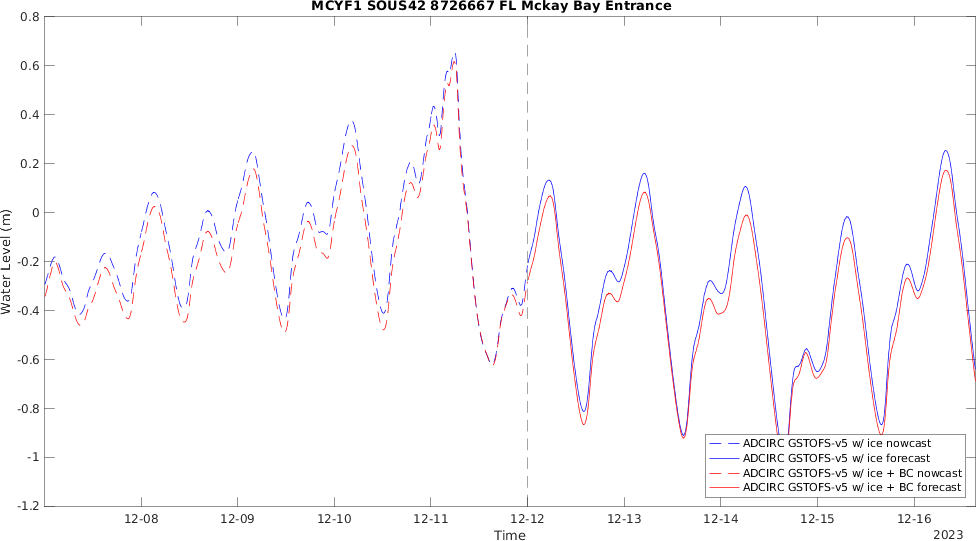 MCYF1 SOUS42 8726667 FL Mckay Bay Entrance
Water Level (m)
0.8
0.6
0.4
0.2
0
-0.2
-0.4
-0.6
-0.8
-1
-1.2
ADCIRC GSTOFS-v5 w/ ice nowcast
ADCIRC GSTOFS-v5 w/ ice forecast
ADCIRC GSTOFS-v5 w/ ice + BC nowcast
ADCIRC GSTOFS-v5 w/ ice + BC forecast
12-08 12-09 12-10 12-11 12-12 12-13 12-14 12-15 12-16
Time
2023